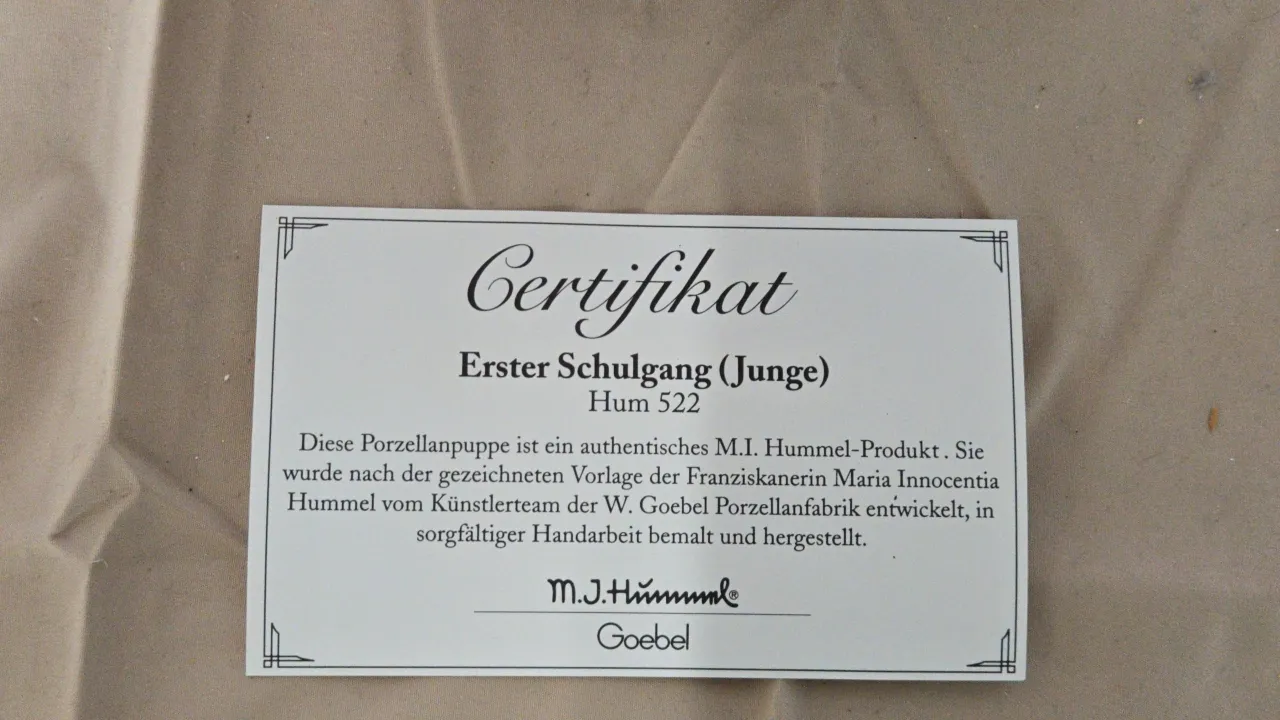 Certifikat
Erster Schulgang (Junge)
Hum 522
Diese Porzellanpuppe ist ein authentisches M.I. Hummel-Produkt. Sie
wurde nach der gezeichneten Vorlage der Franziskanerin Maria Innocentia
Hummel vom Künstlerteam der W. Goebel Porzellanfabrik entwickelt, in
sorgfältiger Handarbeit bemalt und hergestellt.
M.J.Hummel®
Goebel